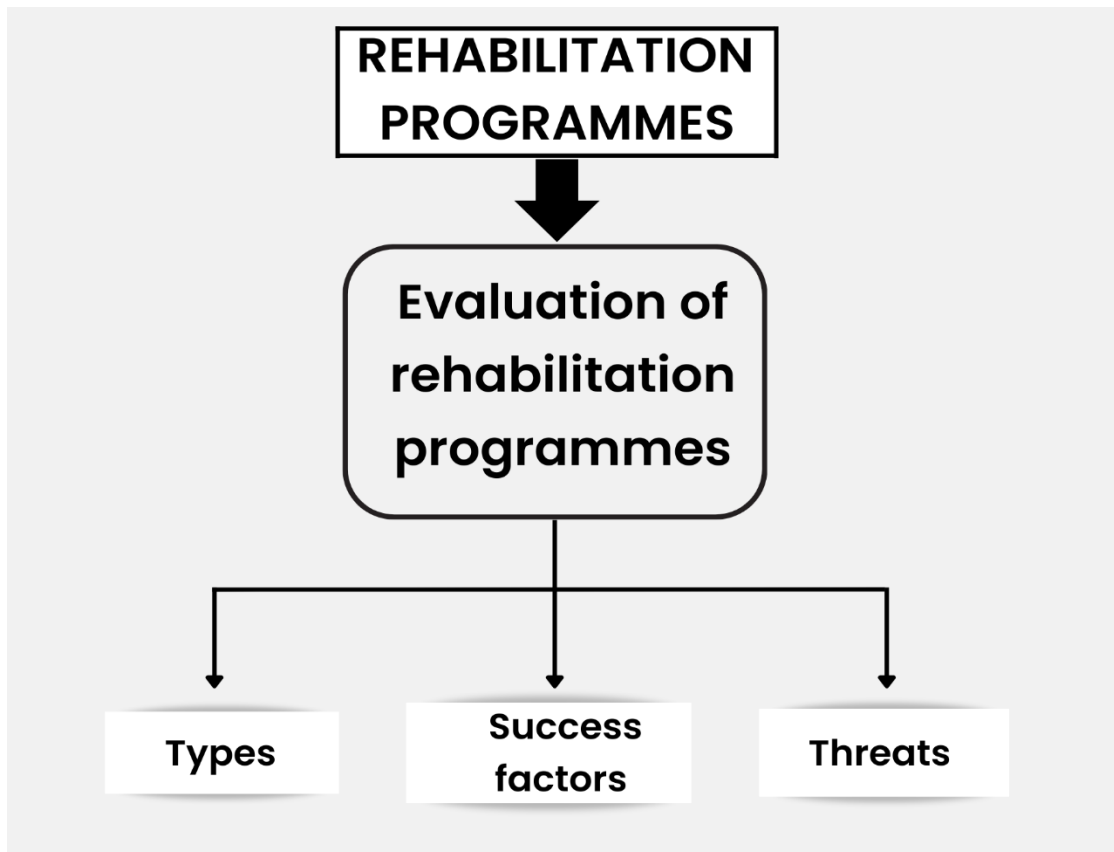 REHABILITATION
PROGRAMMES
Evaluation of
rehabilitation
programmes
Types
Success
factors
Threats